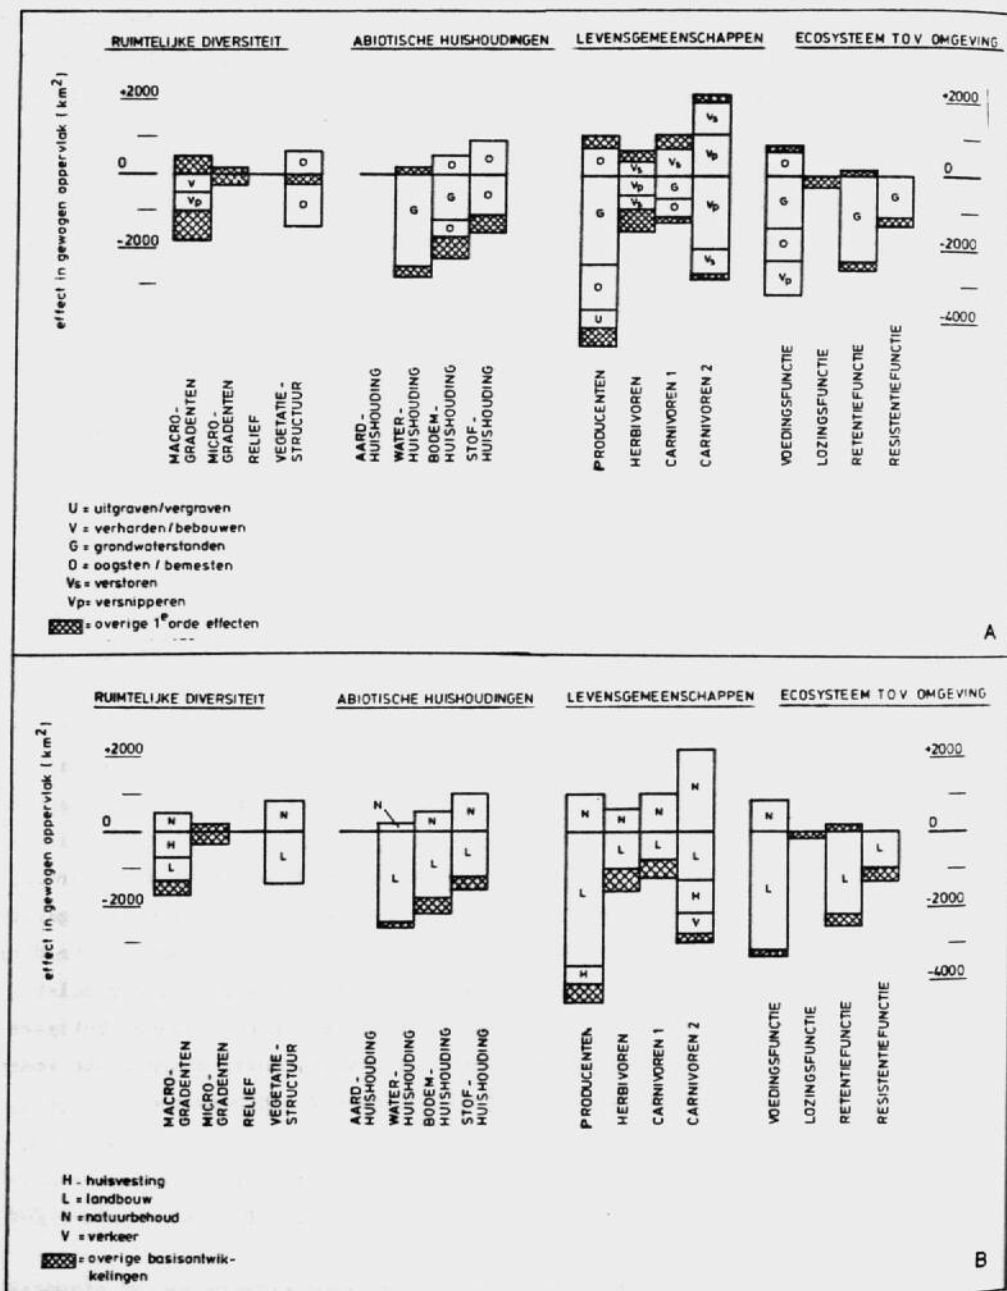 RUIMTELIJKE DIVERSITEIT
ABIOTISCHE HUISHOUDINGEN
LEVENSGEMEENSCHAPPEN
ECOSYSTEEM TOV OMGEVING
effect in gewogen oppervlak (km²)
+2000
0
-2000
V
Vp
O
O
G
O
G
O
O
O
O
G
O
U
Vs
Vp
Vs
Vs
G
O
Vs
Vp
Vp
Vs
O
G
O
Vp
G
G
+2000
0
-2000
-4000
MACRO-
GRADENTEN
MICRO-
GRADENTEN
RELIEF
VEGETATIE-
STRUCTUUR
AARD-
HUISHOUDING
WATER-
HUISHOUDING
BODEM-
HUISHOUDING
STOF-
HUISHOUDING
PRODUCENTEN
HERBIVOREN
CARNIVOREN 1
CARNIVOREN 2
VOEDINGSFUNCTIE
LOZINGSFUNCTIE
RETENTIEFUNCTIE
RESISTENTIEFUNCTIE
U = uitgraven/vergraven
V = verharden/bebouwen
G = grondwaterstanden
O = oogsten / bemesten
Vs = verstoren
Vp = versnipperen
= overige 1e orde effecten
A
RUIMTELIJKE DIVERSITEIT
ABIOTISCHE HUISHOUDINGEN
LEVENSGEMEENSCHAPPEN
ECOSYSTEEM TOV OMGEVING
effect in gewogen oppervlak (km²)
+2000
0
-2000
N
H
L
N
L
N
L
N
L
N
L
N
L
H
N
L
N
L
N
L
H
V
N
L
L
L
+2000
0
-2000
-4000
MACRO-
GRADENTEN
MICRO-
GRADENTEN
RELIEF
VEGETATIE-
STRUCTUUR
AARD-
HUISHOUDING
WATER-
HUISHOUDING
BODEM-
HUISHOUDING
STOF-
HUISHOUDING
PRODUCENTEN
HERBIVOREN
CARNIVOREN 1
CARNIVOREN 2
VOEDINGSFUNCTIE
LOZINGSFUNCTIE
RETENTIEFUNCTIE
RESISTENTIEFUNCTIE
H - huisvesting
L = landbouw
N = natuurbehoud
V = verkeer
= overige basisontwik-
kelingen
B